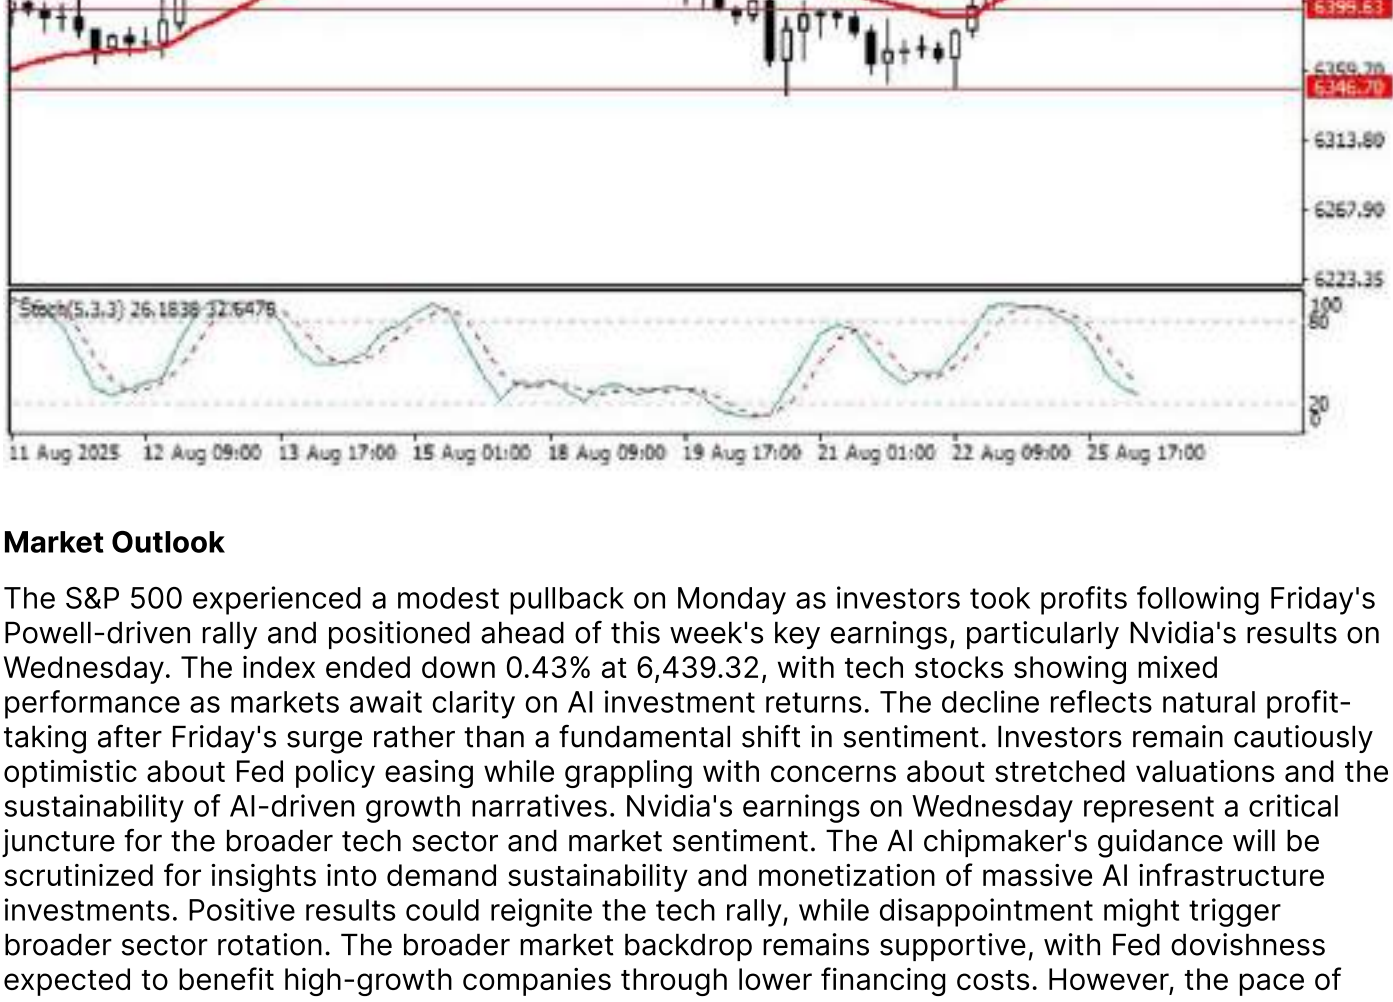 6399.63
6359.70
6346.70
6313.80
6267.90
6223.35
Stoch(5,3,3) 26.1838 32.6476
100
80
20
0
11 Aug 2025 12 Aug 09:00 13 Aug 17:00 15 Aug 01:00 18 Aug 09:00 19 Aug 17:00 21 Aug 01:00 22 Aug 09:00 25 Aug 17:00
Market Outlook
The S&P 500 experienced a modest pullback on Monday as investors took profits following Friday's
Powell-driven rally and positioned ahead of this week's key earnings, particularly Nvidia's results on
Wednesday. The index ended down 0.43% at 6,439.32, with tech stocks showing mixed
performance as markets await clarity on AI investment returns. The decline reflects natural profit-
taking after Friday's surge rather than a fundamental shift in sentiment. Investors remain cautiously
optimistic about Fed policy easing while grappling with concerns about stretched valuations and the
sustainability of AI-driven growth narratives. Nvidia's earnings on Wednesday represent a critical
juncture for the broader tech sector and market sentiment. The AI chipmaker's guidance will be
scrutinized for insights into demand sustainability and monetization of massive AI infrastructure
investments. Positive results could reignite the tech rally, while disappointment might trigger
broader sector rotation. The broader market backdrop remains supportive, with Fed dovishness
expected to benefit high-growth companies through lower financing costs. However, the pace of